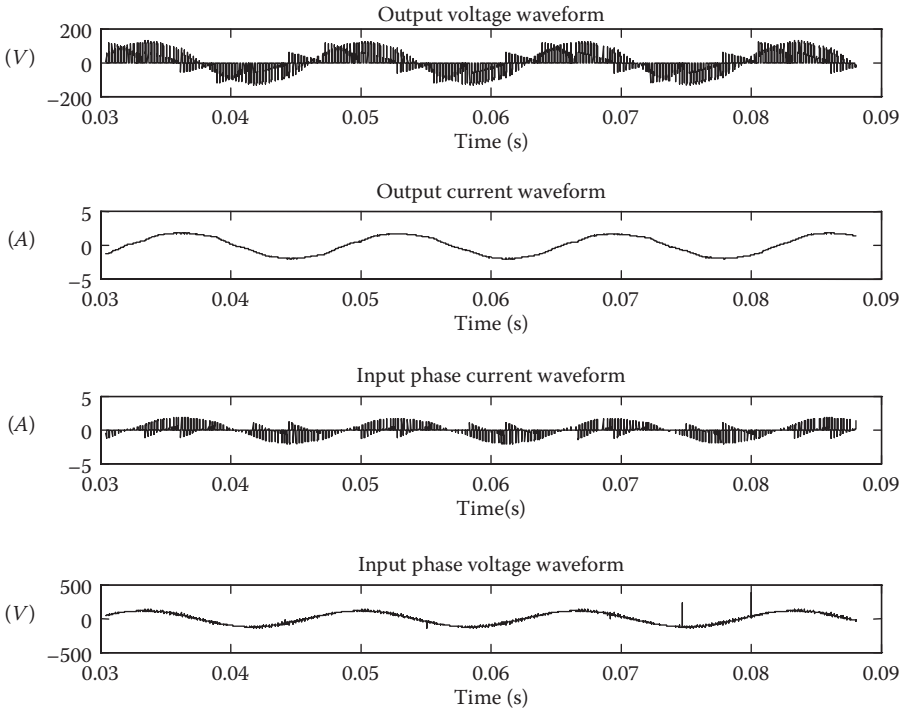 Output voltage waveform
200
(V) 0
−200
0.03 0.04 0.05 0.06 0.07 0.08 0.09
Time (s)
Output current waveform
5
(A) 0
−5
0.03 0.04 0.05 0.06 0.07 0.08 0.09
Time (s)
Input phase current waveform
5
(A) 0
−5
0.03 0.04 0.05 0.06 0.07 0.08 0.09
Time(s)
Input phase voltage waveform
500
(V) 0
−500
0.03 0.04 0.05 0.06 0.07 0.08 0.09
Time (s)